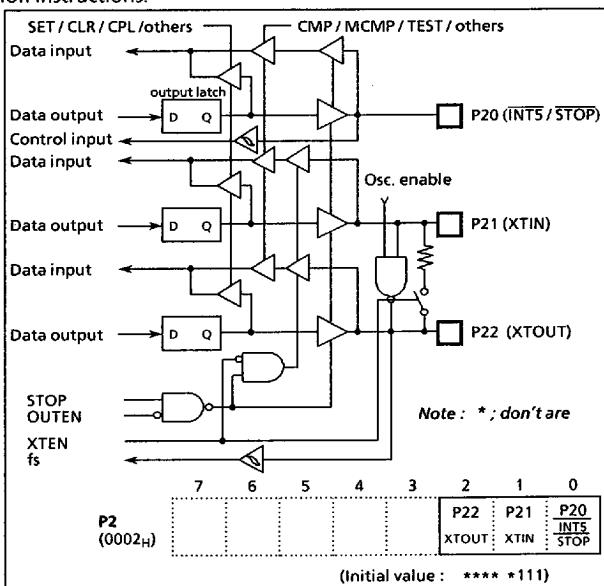 ion instructions.
SET / CLR / CPL /others
CMP / MCMP / TEST / others
Data input
output latch
Data output
D Q
P20 (INT5 / STOP)
Control input
Data input
Osc. enable
Data output
D Q
P21 (XTIN)
Data input
Data output
D Q
P22 (XTOUT)
STOP
OUTEN
Note : * ; don't are
XTEN
fs
7 6 5 4 3 2 1 0
P2
(0002H)
P22 P21 P20
XTOUT XTIN INT5
STOP
(Initial value : **** *111)